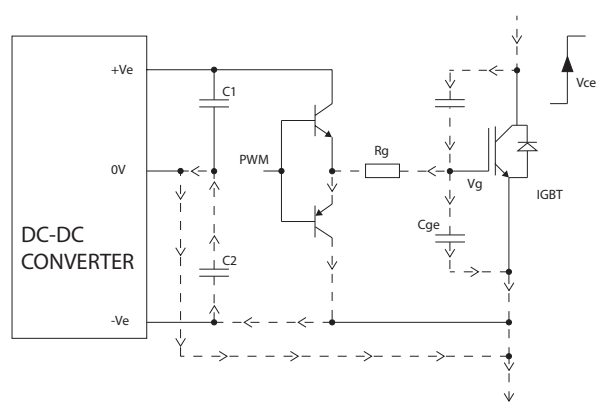 +Ve
C1
Vce
PWM
Rg
0V
Vg
IGBT
Cge
DC-DC
CONVERTER
C2
-Ve